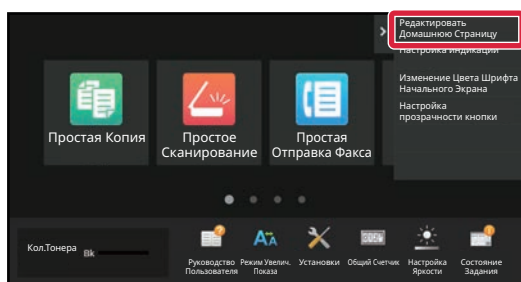 Редактировать
Домашнюю Страницу
Настройка индикации
Изменение Цвета Шрифта
Начального Экрана
Настройка
прозрачности кнопки
Простая Копия
Простое
Сканирование
Простая
Отправка Факса
Кол.Тонера
Bk
Руководство
Пользователя
Режим Увелич.
Показа
Установки
Общий Счетчик
Настройка
Яркости
Состояние
Задания